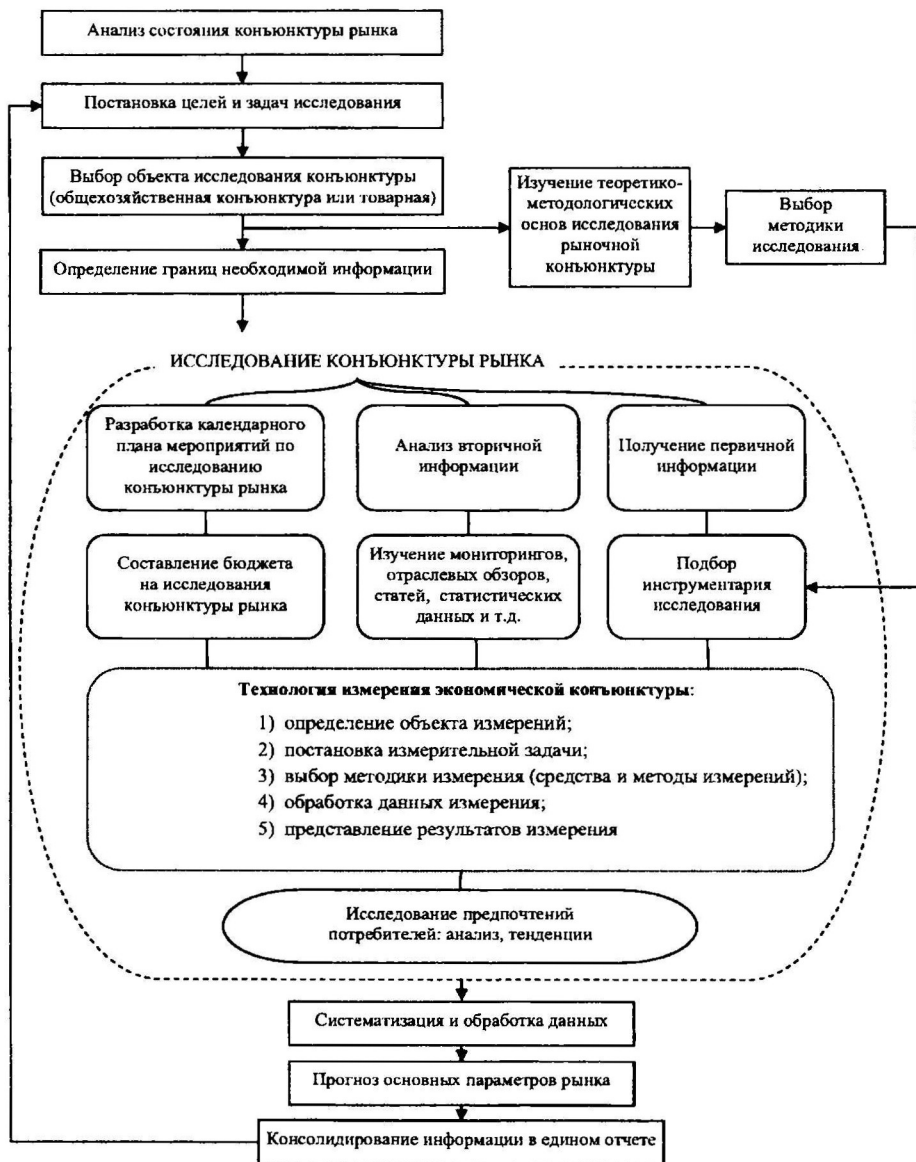 Анализ состояния конъюнктуры рынка
Постановка целей и задач исследования
Выбор объекта исследования конъюнктуры
(общехозяйственная конъюнктура или товарная)
Изучение теоретико-
методологических
основ исследования
рыночной
конъюнктуры
Выбор
методики
исследования
Определение границ необходимой информации
ИССЛЕДОВАНИЕ КОНЪЮНКТУРЫ РЫНКА
Разработка календарного
плана мероприятий по
исследованию
конъюнктуры рынка
Анализ вторичной
информации
Получение первичной
информации
Составление бюджета
на исследования
конъюнктуры рынка
Изучение мониторингов,
отраслевых обзоров,
статей, статистических
данных и т.д.
Подбор
инструментария
исследования
Технология измерения экономической конъюнктуры:
1) определение объекта измерений;
2) постановка измерительной задачи;
3) выбор методики измерения (средства и методы измерений);
4) обработка данных измерения;
5) представление результатов измерения
Исследование предпочтений
потребителей: анализ, тенденции
Систематизация и обработка данных
Прогноз основных параметров рынка
Консолидирование информации в едином отчете